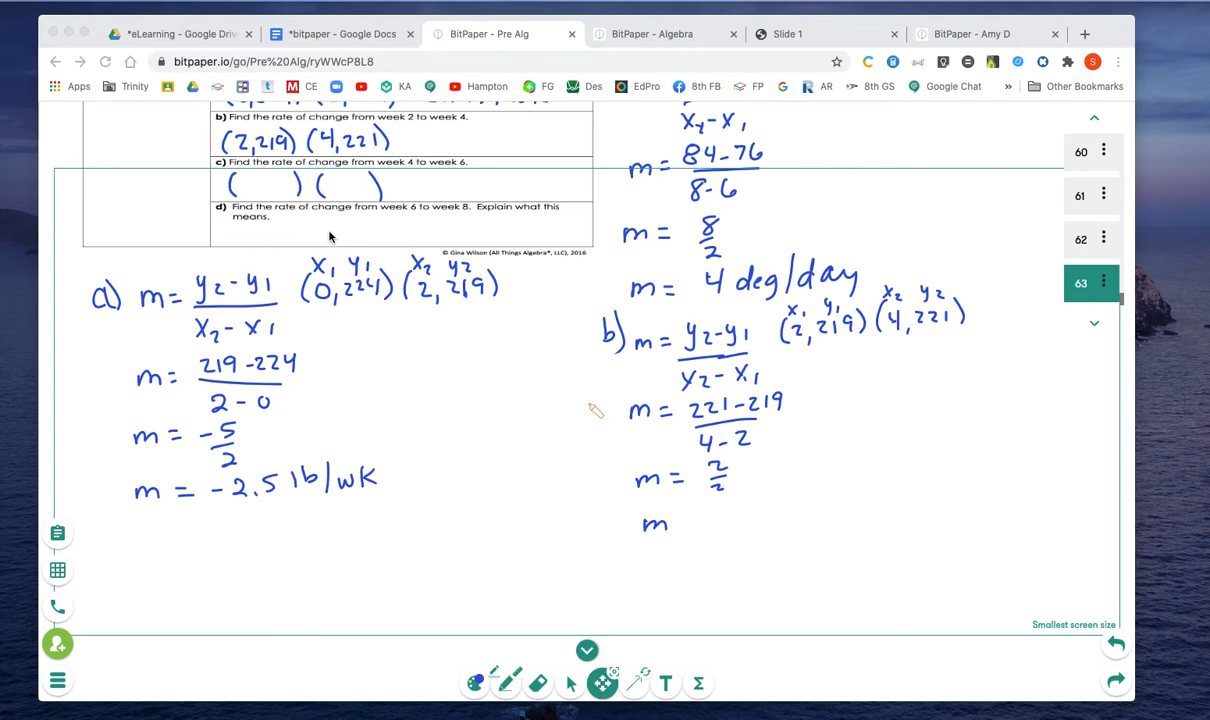 *eLearning - Google Driv
*bitpaper - Google Docs
BitPaper - Pre Alg
BitPaper - Algebra
Slide 1
BitPaper - Amy D
bitpaper.io/go/Pre%20Alg/ryWWcP8L8
S
Apps
Trinity
CE
KA
Hampton
FG
Des
EdPro
8th FB
FP
AR
8th GS
Google Chat
»
Other Bookmarks
b) Find the rate of change from week 2 to week 4.
(2,219) (4,221)
c) Find the rate of change from week 4 to week 6.
( ) ( )
d) Find the rate of change from week 6 to week 8. Explain what this
means.
© Gina Wilson (All Things Algebra®, LLC), 2016
a) m = y2 - y1
x2 - x1
x1 y1 x2 y2
(0,224) (2,219)
m = 219 - 224
2 - 0
m = -5
2
m = -2.5 lb/wk
m = 84 - 76
8 - 6
m = 8
2
m = 4 deg/day
b) m = y2 - y1
x2 - x1
x1 y1 x2 y2
(2,219) (4,221)
m = 221 - 219
4 - 2
m = 2
2
m
60
61
62
63
Smallest screen size
T
Σ